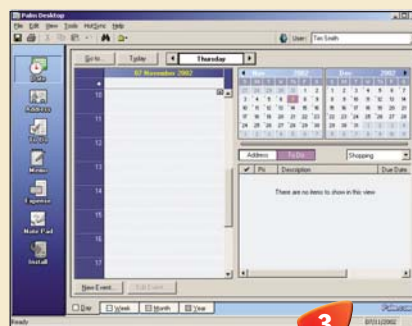 Palm Desktop
File Edit View Tools HotSync Help
User: Tim Smith
Go to... Today Thursday
07 November 2002
10
11
12
13
14
15
16
17
New Event... Edit Event...
Day Week Month Year
Date
Address
To Do
Memo
Expense
Note Pad
Install
Nov 2002
Dec 2002
Address To Do Shopping
Pri Description Due Date
There are no items to show in this view
Ready
07/11/2002
3